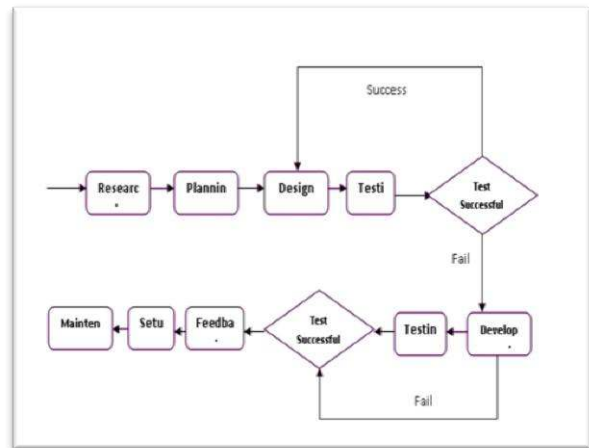 Success
Researc
.
Plannin
Design
Testi
Test
Successful
Fail
Mainten
Setu
Feedba
.
Test
Successful
Testin
Develop
.
Fail